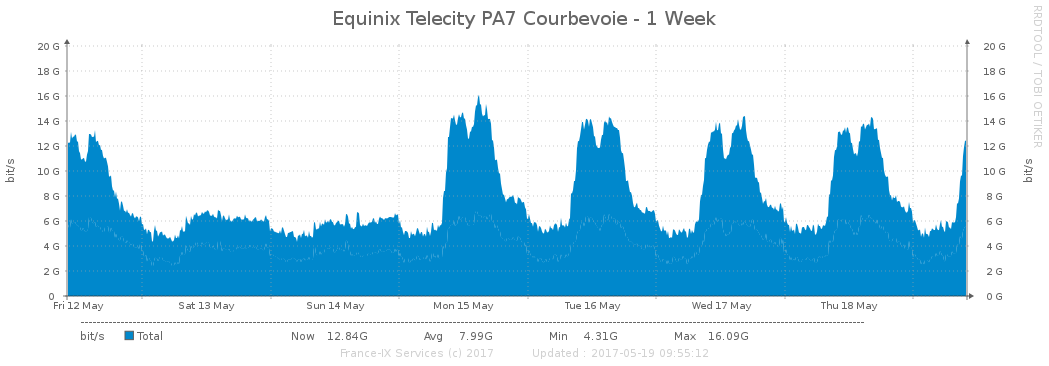 Equinix Telecity PA7 Courbevoie - 1 Week
RRDTOOL / TOBI OETIKER
bit/s
20 G 20 G
18 G 18 G
16 G 16 G
14 G 14 G
12 G 12 G
10 G 10 G
8 G 8 G
6 G 6 G
4 G 4 G
2 G 2 G
0 0 G
bit/s
Fri 12 May Sat 13 May Sun 14 May Mon 15 May Tue 16 May Wed 17 May Thu 18 May
bit/s Total Now 12.84G Avg 7.99G Min 4.31G Max 16.09G
France-IX Services (c) 2017 Updated : 2017-05-19 09:55:12